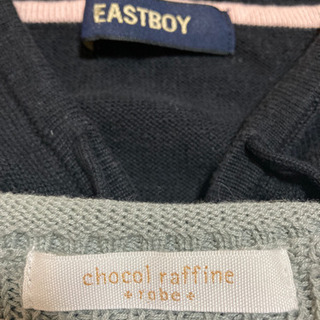 EASTBOY
chocol raffine
+ robe +